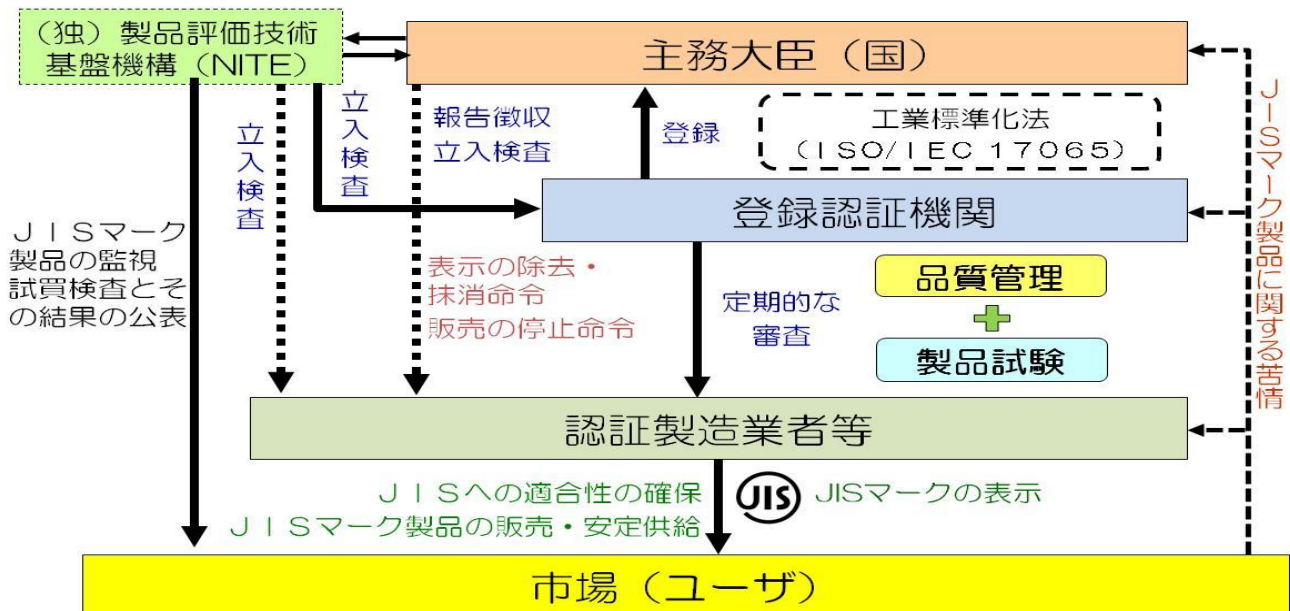 （独）製品評価技術
基盤機構（NITE）
主務大臣（国）
立入検査
立入検査
報告徴収
立入検査
登録
工業標準化法
（ＩＳＯ/ＩＥＣ １７０６５）
登録認証機関
ＪＩＳマーク
製品の監視
試買検査とそ
の結果の公表
表示の除去・
抹消命令
販売の停止命令
定期的な
審査
品質管理
製品試験
ＪＩＳマーク製品に関する苦情
認証製造業者等
ＪＩＳへの適合性の確保
ＪＩＳマーク製品の販売・安定供給
JIS
JISマークの表示
市場（ユーザ）